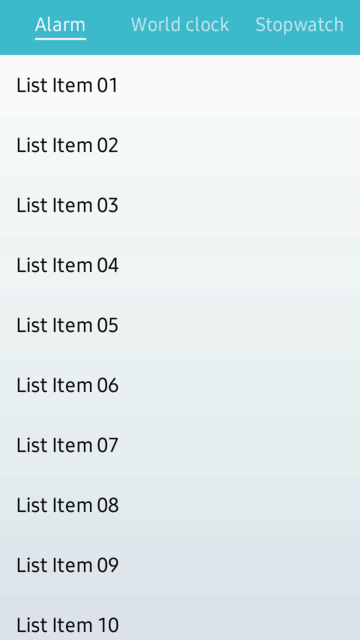 Alarm World clock Stopwatch
List Item 01
List Item 02
List Item 03
List Item 04
List Item 05
List Item 06
List Item 07
List Item 08
List Item 09
List Item 10